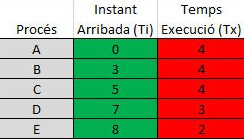 Procés Instant Arribada (Ti) Temps Execució (Tx)
A 0 4
B 3 4
C 5 4
D 7 3
E 8 2